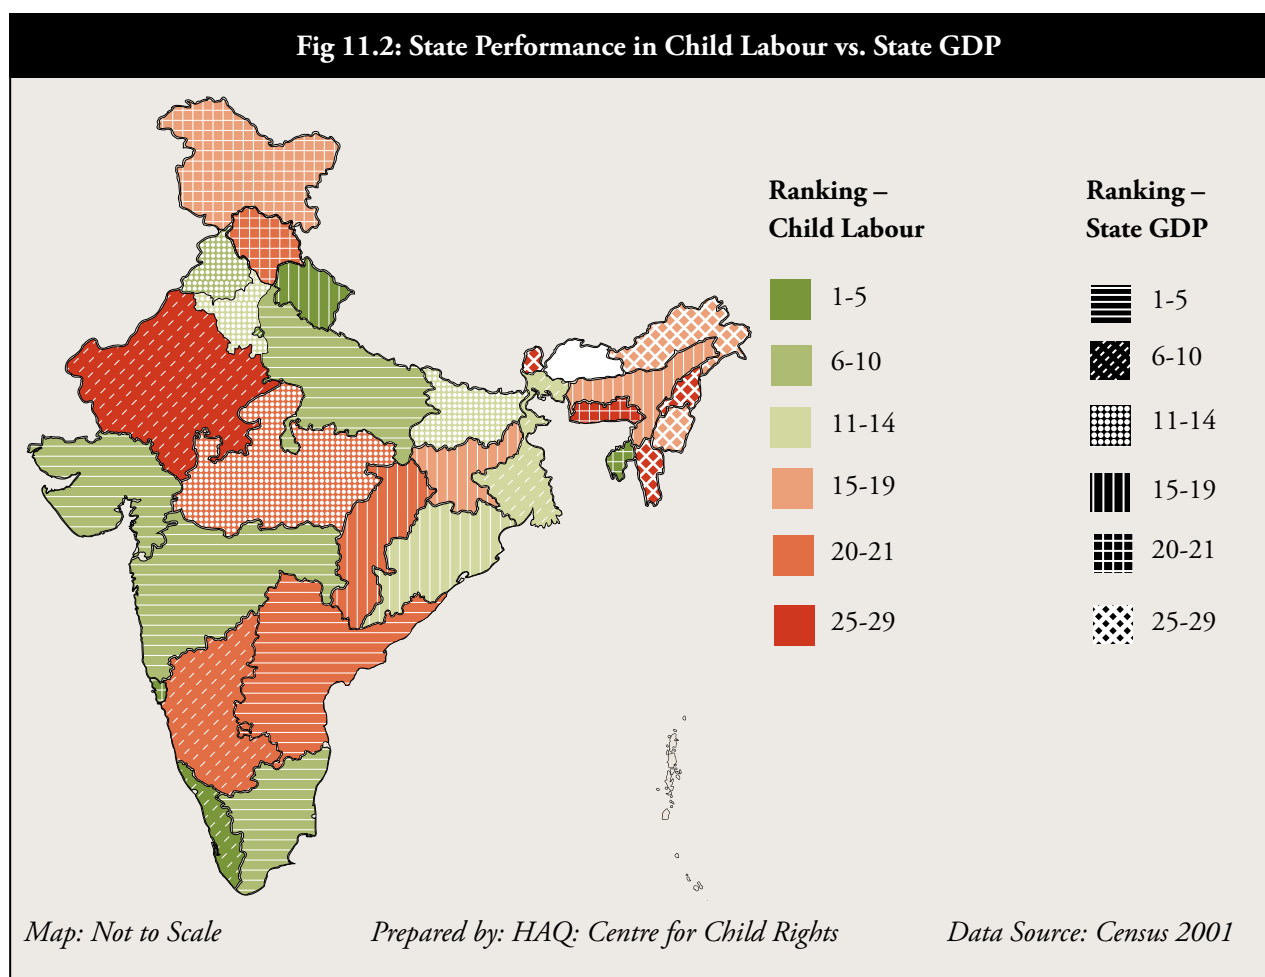 Fig 11.2: State Performance in Child Labour vs. State GDP
Ranking –
Child Labour
1-5
6-10
11-14
15-19
20-21
25-29
Ranking –
State GDP
1-5
6-10
11-14
15-19
20-21
25-29
Map: Not to Scale
Prepared by: HAQ: Centre for Child Rights
Data Source: Census 2001